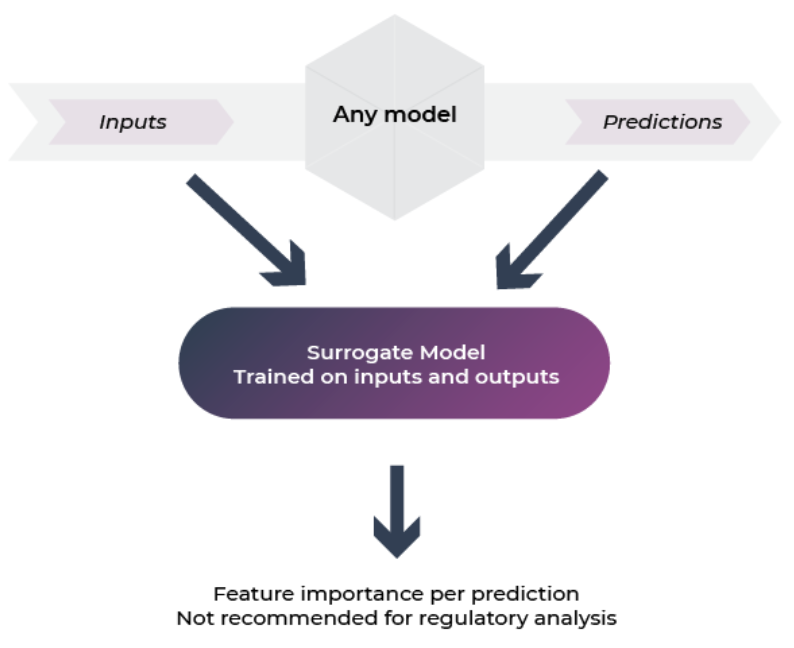 Inputs
Any model
Predictions
Surrogate Model
Trained on inputs and outputs
Feature importance per prediction
Not recommended for regulatory analysis